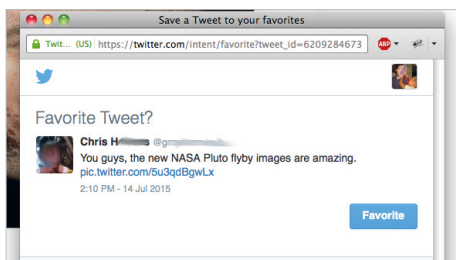 Save a Tweet to your favorites
Twit... (US) https://twitter.com/intent/favorite?tweet_id=6209284673
ABP
Favorite Tweet?
Chris
You guys, the new NASA Pluto flyby images are amazing.
pic.twitter.com/5u3qdBgwLx
2:10 PM - 14 Jul 2015
Favorite